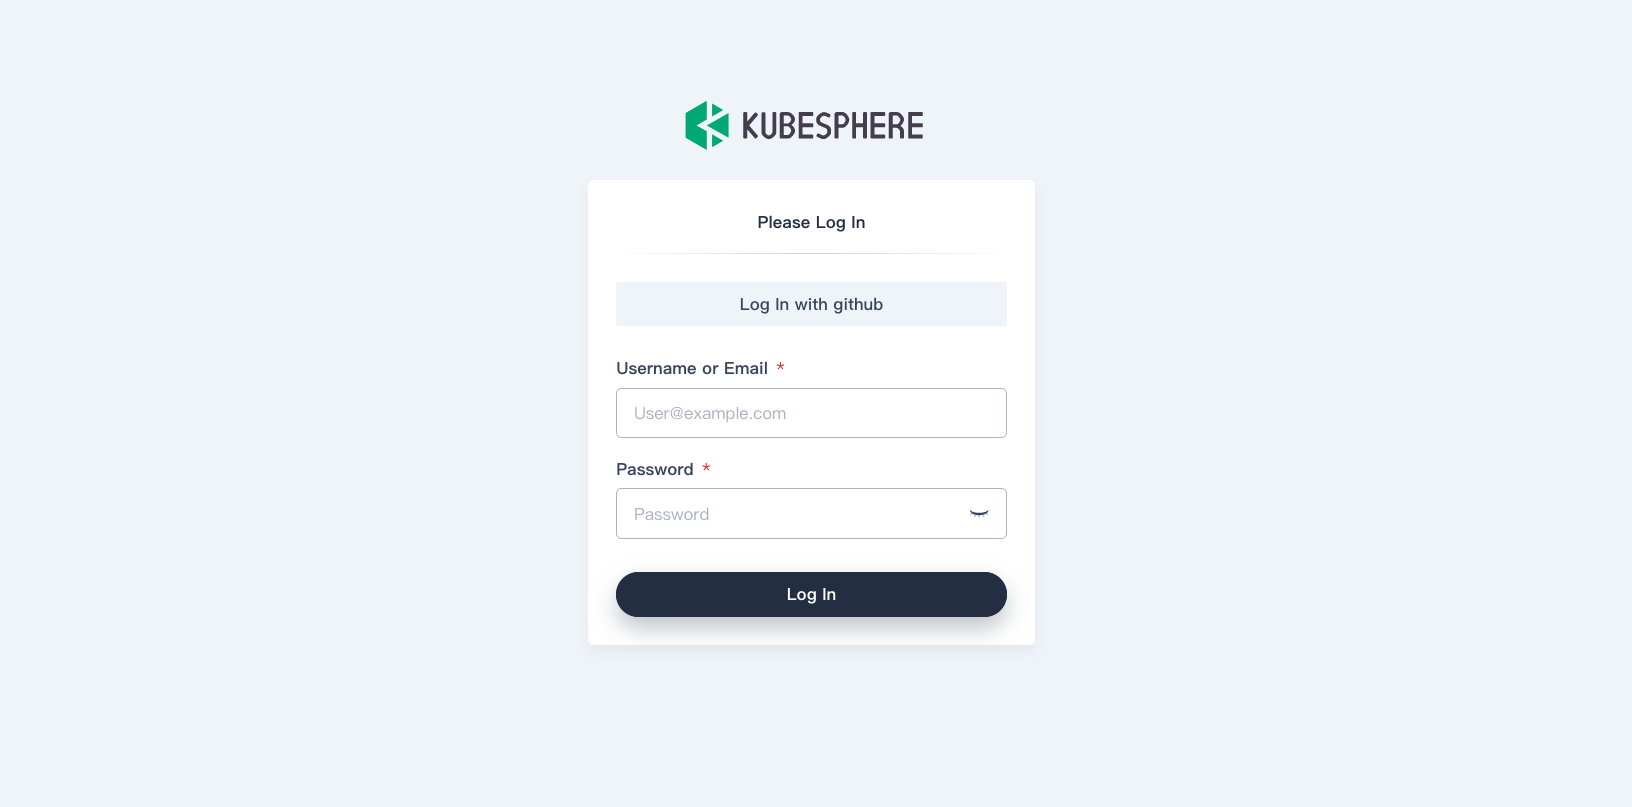 KUBESPHERE
Please Log In
Log In with github
Username or Email *
User@example.com
Password *
Password
Log In